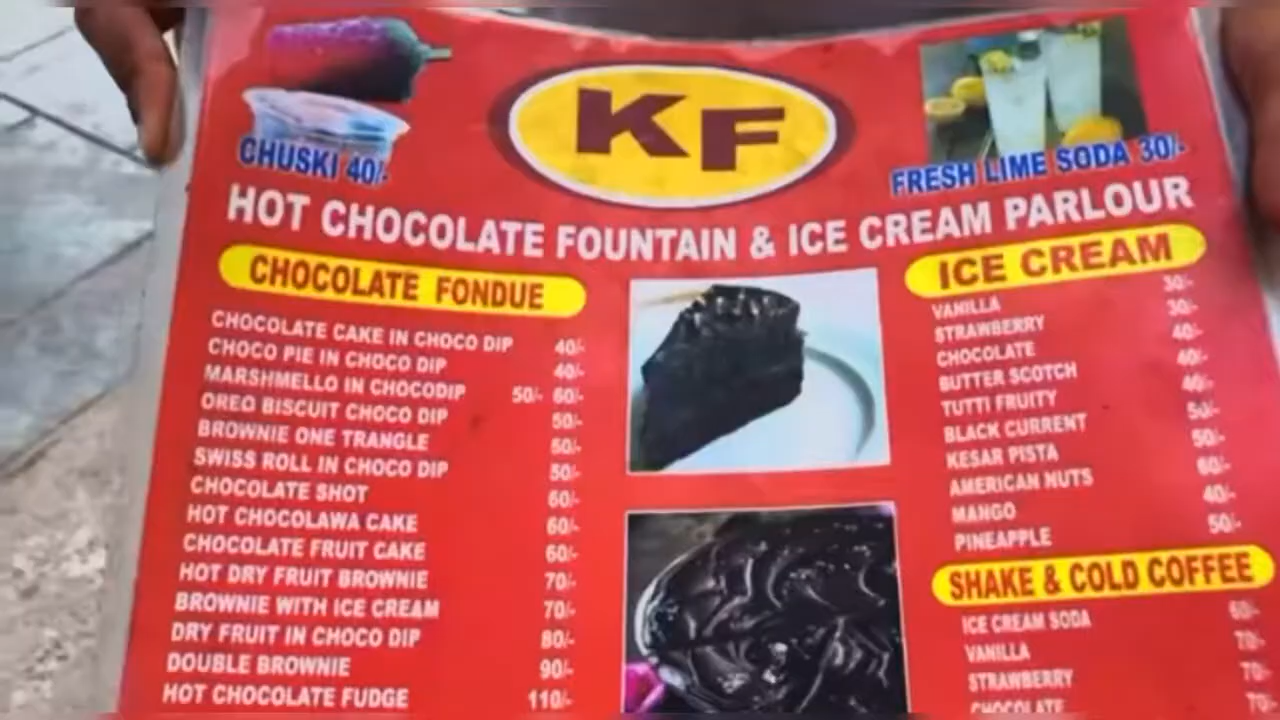 CHUSKI 40/-
KF
FRESH LIME SODA 30/-
HOT CHOCOLATE FOUNTAIN & ICE CREAM PARLOUR
CHOCOLATE FONDUE
CHOCOLATE CAKE IN CHOCO DIP 40/-
CHOCO PIE IN CHOCO DIP 40/-
MARSHMELLO IN CHOCODIP 50/- 60/-
OREO BISCUIT CHOCO DIP 50/-
BROWNIE ONE TRANGLE 50/-
SWISS ROLL IN CHOCO DIP 50/-
CHOCOLATE SHOT 60/-
HOT CHOCOLAWA CAKE 60/-
CHOCOLATE FRUIT CAKE 60/-
HOT DRY FRUIT BROWNIE 70/-
BROWNIE WITH ICE CREAM 70/-
DRY FRUIT IN CHOCO DIP 80/-
DOUBLE BROWNIE 90/-
HOT CHOCOLATE FUDGE 110/-
ICE CREAM
VANILLA 30/-
STRAWBERRY 30/-
CHOCOLATE 40/-
BUTTER SCOTCH 40/-
TUTTI FRUITY 40/-
BLACK CURRENT 50/-
KESAR PISTA 50/-
AMERICAN NUTS 60/-
MANGO 40/-
PINEAPPLE 50/-
SHAKE & COLD COFFEE
ICE CREAM SODA 60/-
VANILLA 70/-
STRAWBERRY 70/-
CHOCOLATE 70/-